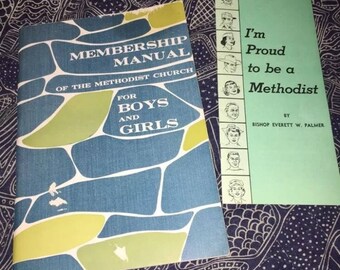 MEMBERSHIP
MANUAL
OF THE METHODIST CHURCH
FOR
BOYS
AND
GIRLS
I'm
Proud
to be a
Methodist
BY
BISHOP EVERETT W. PALMER